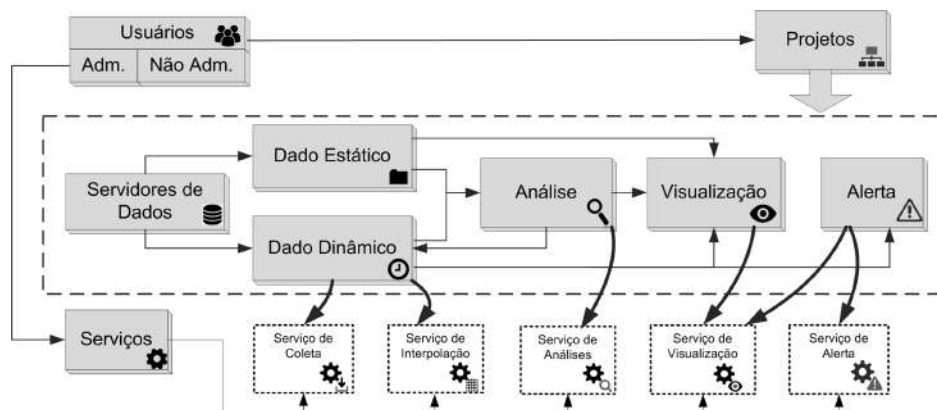 Usuários
Adm.
Não Adm.
Projetos
Dado Estático
Servidores de
Dados
Análise
Visualização
Alerta
Dado Dinâmico
Serviços
Serviço de
Coleta
Serviço de
Interpolação
Serviço de
Análises
Serviço de
Visualização
Serviço de
Alerta